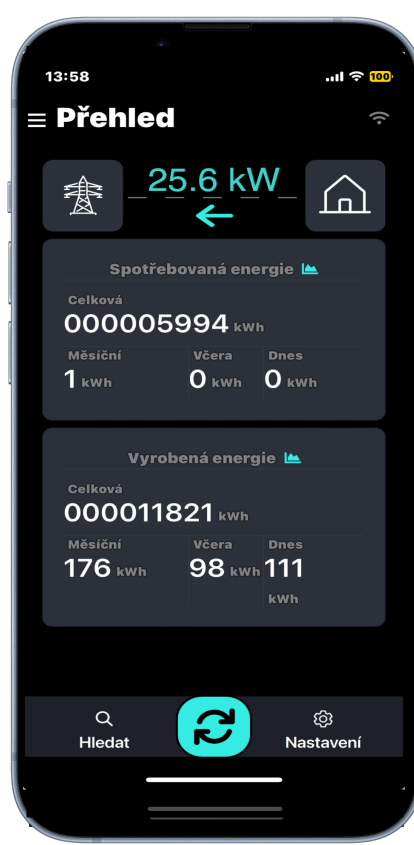 13:58
100
Přehled
25.6 kW
Spotřebovaná energie
Celková
000005994 kWh
Měsíční Včera Dnes
1 kWh 0 kWh 0 kWh
Vyrobená energie
Celková
000011821 kWh
Měsíční Včera Dnes
176 kWh 98 kWh 111
kWh
Hledat Nastavení